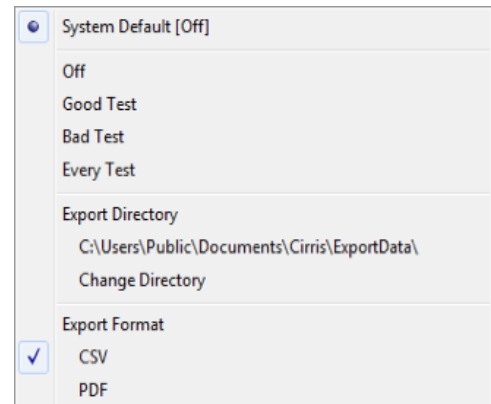 System Default [Off]
Off
Good Test
Bad Test
Every Test
Export Directory
C:\Users\Public\Documents\Cirris\ExportData\
Change Directory
Export Format
CSV
PDF